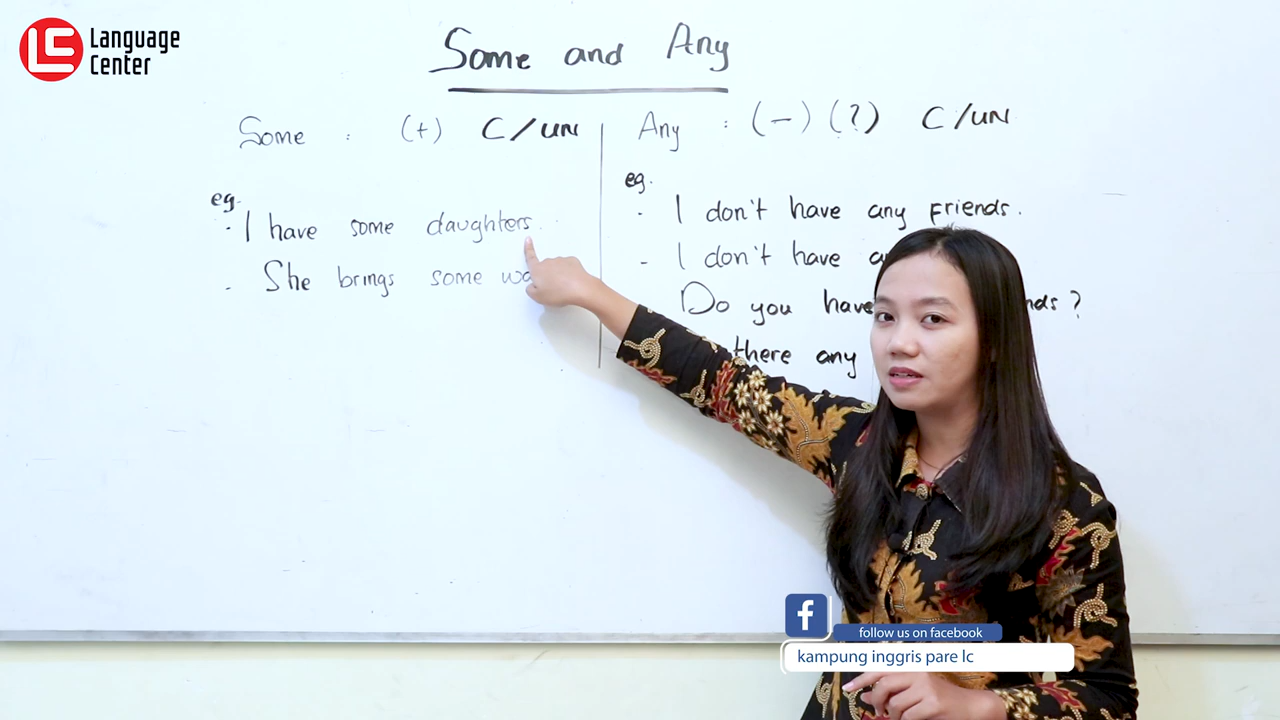 Language
Center
Some and Any
Some : (+) C/UN
eg.
· I have some daughters.
- She brings some
Any : (-) (?) C/UN
eg.
· I don't have any friends.
- I don't have
Do you have ?
there any
follow us on facebook
kampung inggris pare lc